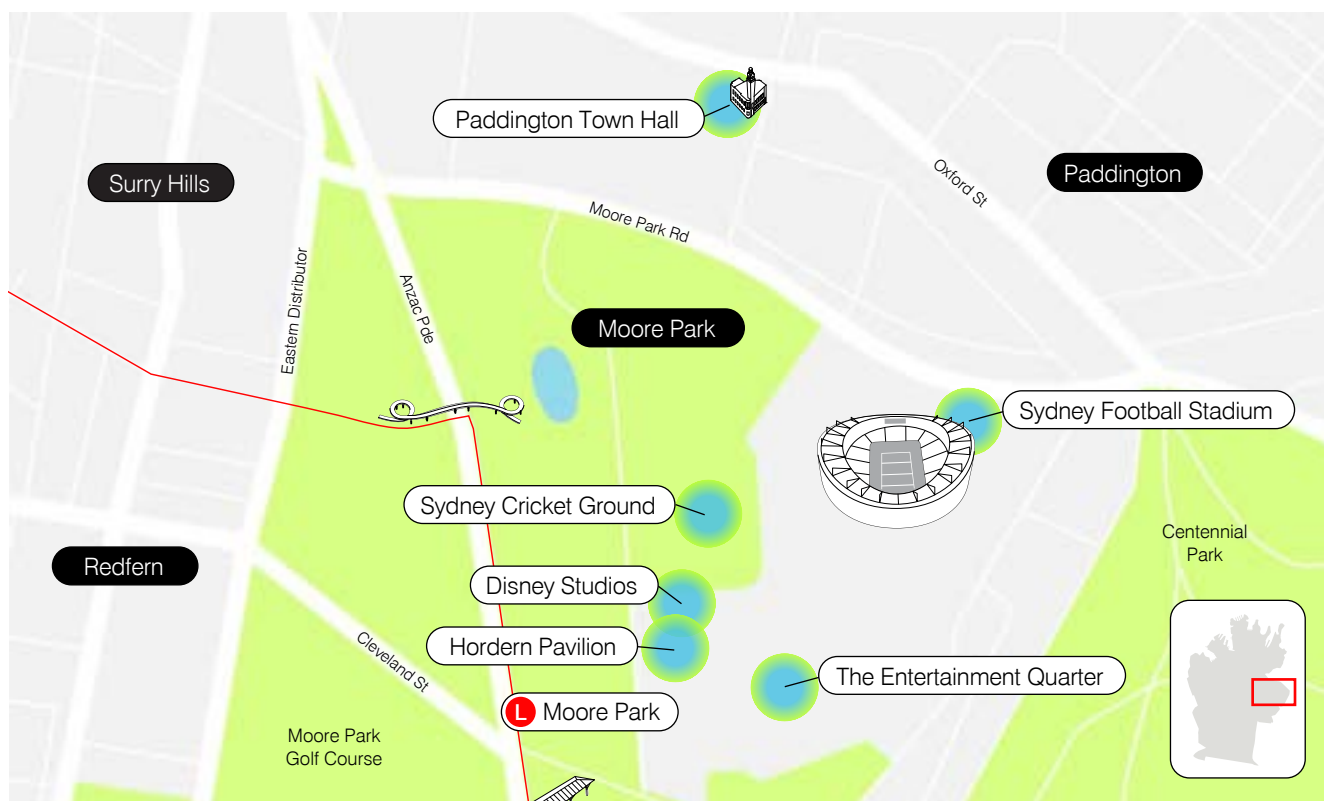 Paddington Town Hall
Surry Hills
Paddington
Oxford St
Moore Park Rd
Eastern Distributor
Anzac Pde
Moore Park
Sydney Football Stadium
Sydney Cricket Ground
Centennial
Park
Redfern
Disney Studios
Hordern Pavilion
Cleveland St
The Entertainment Quarter
L Moore Park
Moore Park
Golf Course